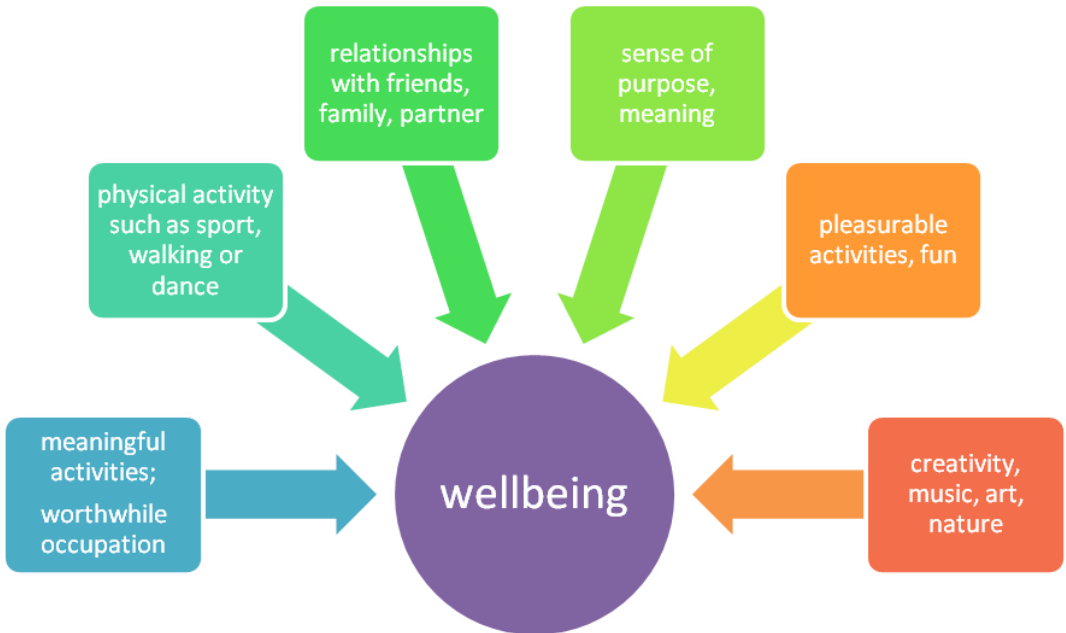 relationships
with friends,
family, partner
sense of
purpose,
meaning
physical activity
such as sport,
walking or
dance
pleasurable
activities, fun
meaningful
activities;
worthwhile
occupation
wellbeing
creativity,
music, art,
nature